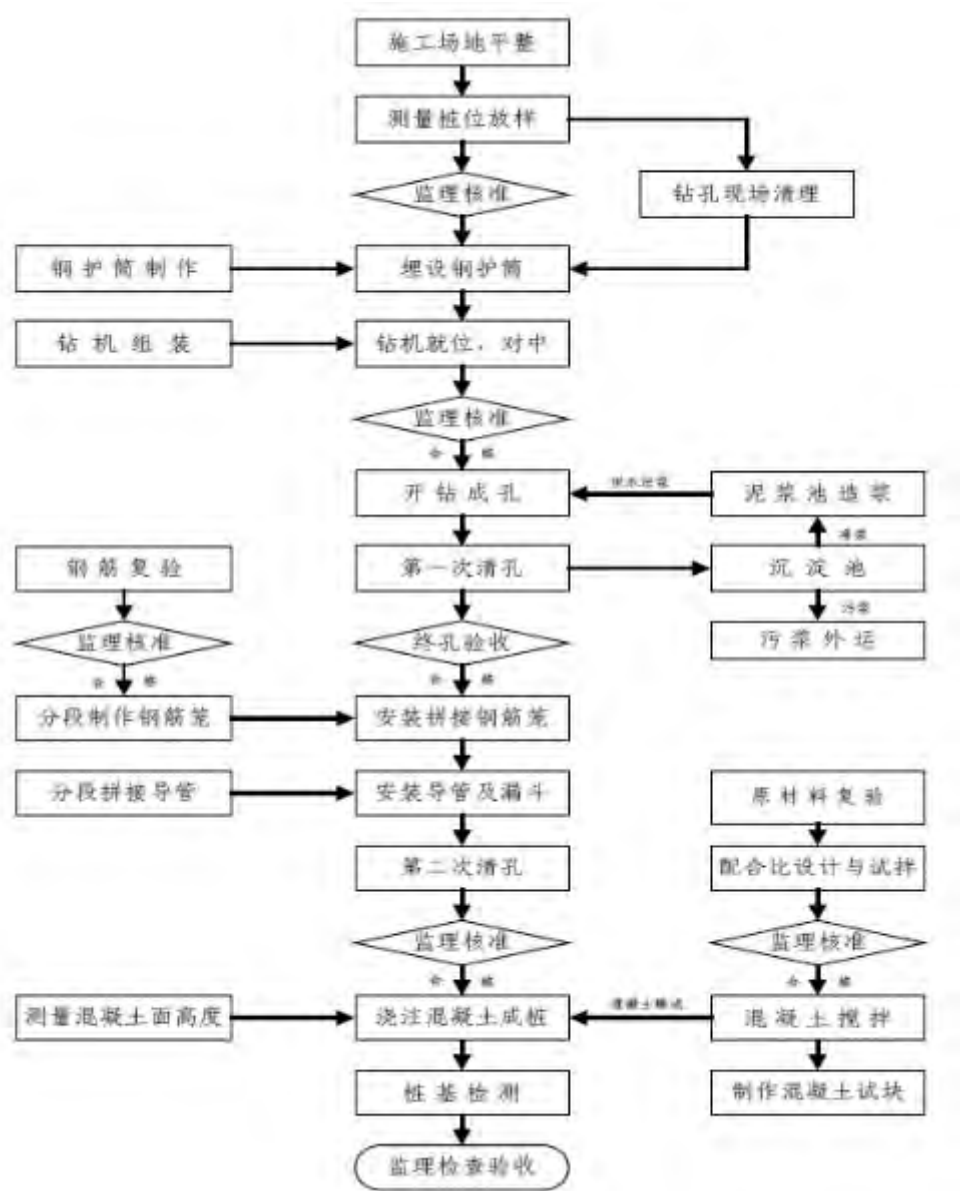 施工场地平整
测量桩位放样
监理核准
钻孔现场清理
钢护筒制作
埋设钢护筒
钻机组装
钻机就位、对中
监理核准
合格
开钻成孔
泥浆池造浆
钢筋复验
第一次清孔
沉淀池
污浆
监理核准
终孔验收
污浆外运
合格
合格
分段制作钢筋笼
安装拼接钢筋笼
分段拼接导管
安装导管及漏斗
原材料复验
第二次清孔
配合比设计与试拌
监理核准
监理核准
合格
合格
测量混凝土面高度
浇注混凝土成桩
混凝土输送
混凝土搅拌
桩基检测
制作混凝土试块
监理检查验收